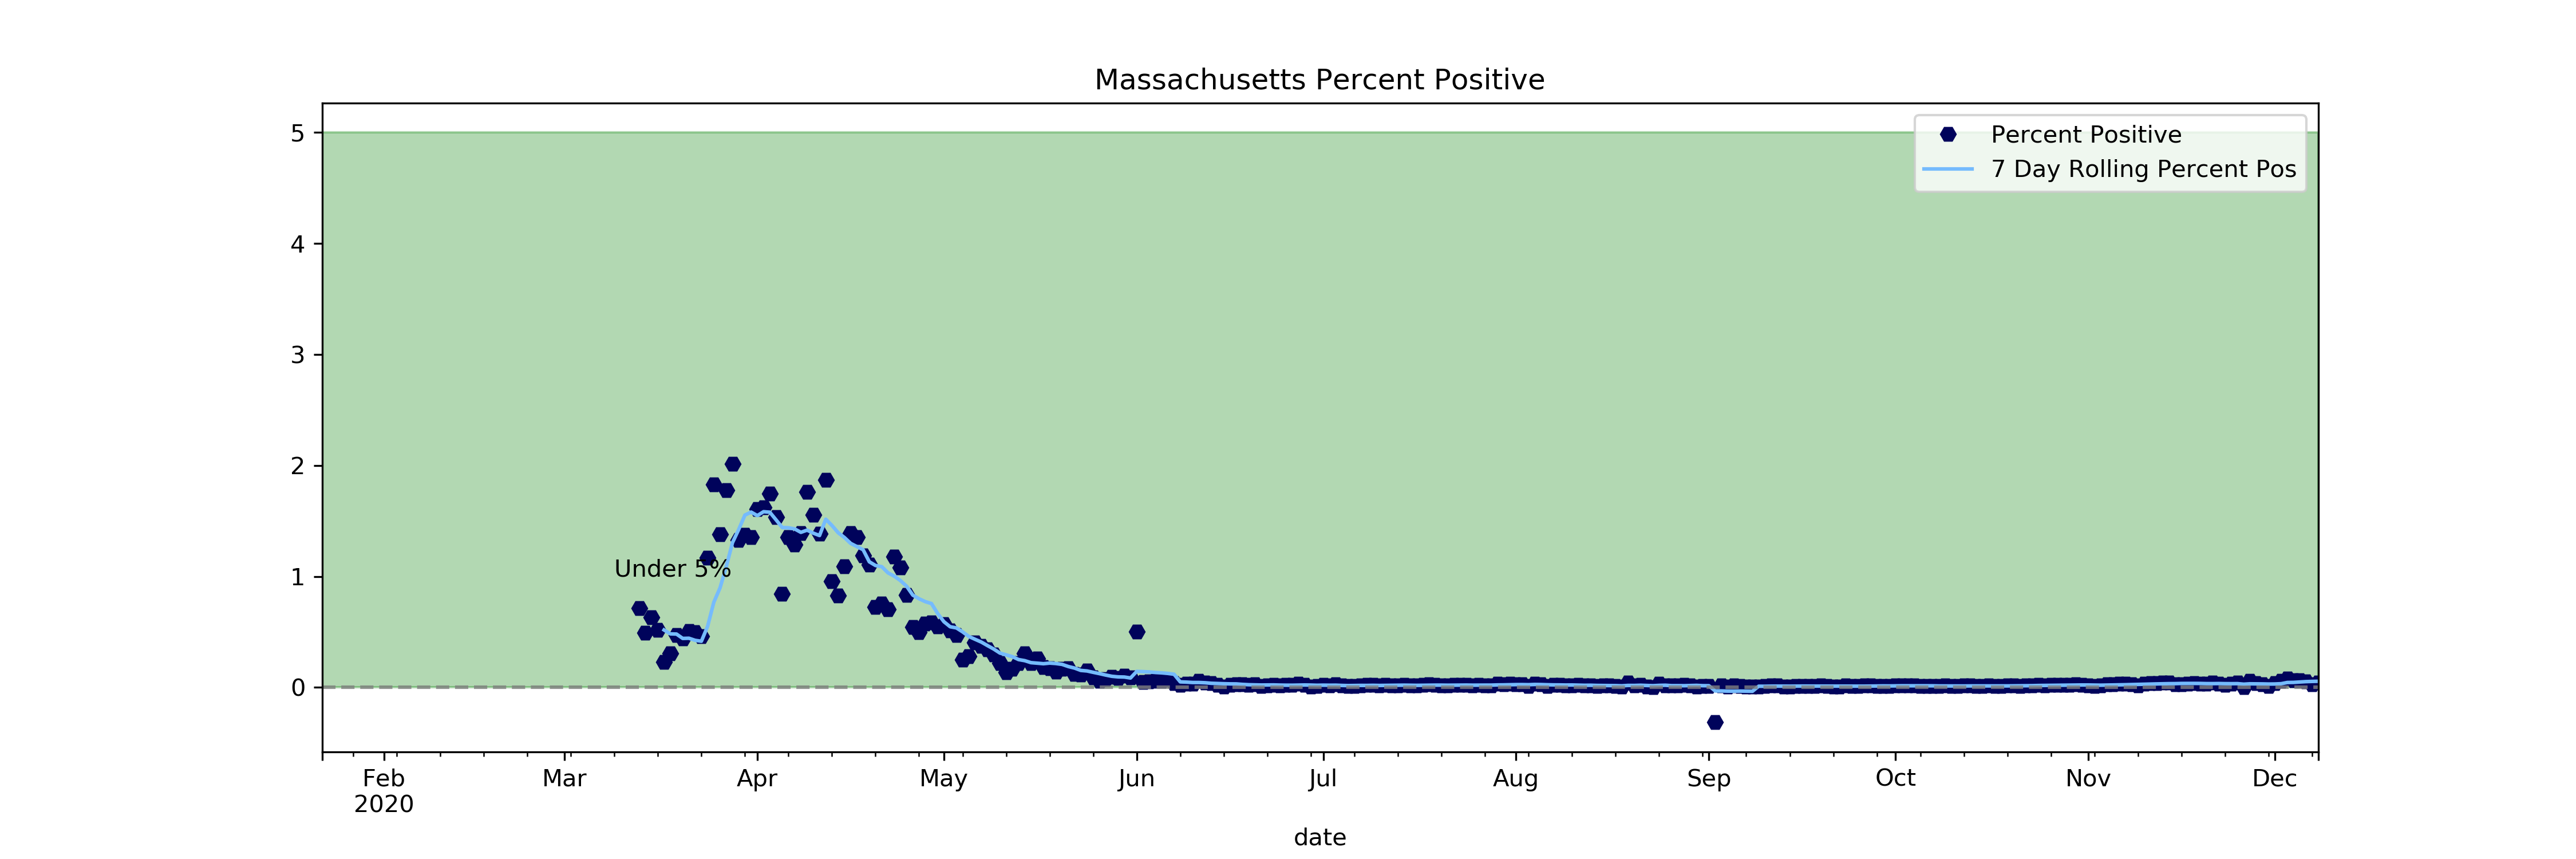 Massachusetts Percent Positive
5
4
3
2
1
0
Percent Positive
7 Day Rolling Percent Pos
Under 5%
Feb
2020
Mar
Apr
May
Jun
Jul
Aug
Sep
Oct
Nov
Dec
date